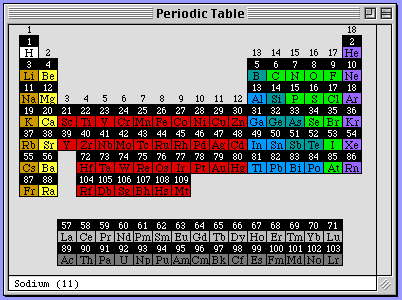 Periodic Table
1 18
1 2
H He
3 4 13 14 15 16 17 5 6 7 8 9 10
Li Be B C N O F Ne
11 12 13 14 15 16 17 18
Na Mg 3 4 5 6 7 8 9 10 11 12 Al Si P S Cl Ar
19 20 21 22 23 24 25 26 27 28 29 30 31 32 33 34 35 36
K Ca Sc Ti V Cr Mn Fe Co Ni Cu Zn Ga Ge As Se Br Kr
37 38 39 40 41 42 43 44 45 46 47 48 49 50 51 52 53 54
Rb Sr Y Zr Nb Mo Tc Ru Rh Pd Ag Cd In Sn Sb Te I Xe
55 56 72 73 74 75 76 77 78 79 80 81 82 83 84 85 86
Cs Ba Hf Ta W Re Os Ir Pt Au Hg Tl Pb Bi Po At Rn
87 88 104 105 106 107 108 109
Fr Ra Rf Db Sg Bh Hs Mt
57 58 59 60 61 62 63 64 65 66 67 68 69 70 71
La Ce Pr Nd Pm Sm Eu Gd Tb Dy Ho Er Tm Yb Lu
89 90 91 92 93 94 95 96 97 98 99 100 101 102 103
Ac Th Pa U Np Pu Am Cm Bk Cf Es Fm Md No Lr
Sodium (11)